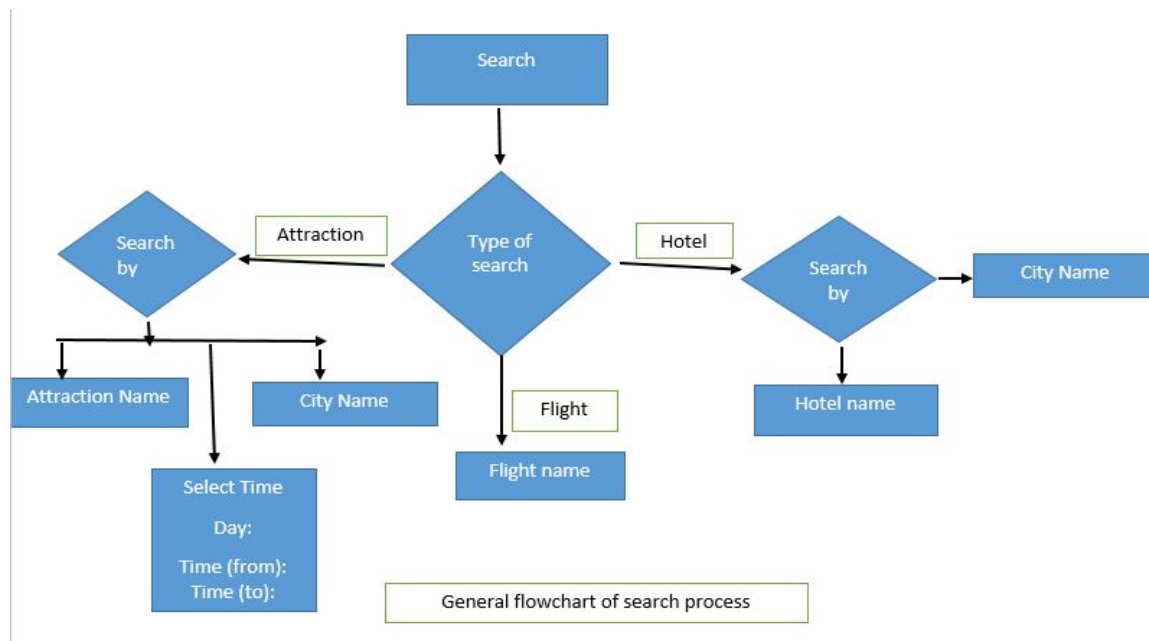 Search
Type of
search
Attraction
Hotel
Search
by
Search
by
City Name
Attraction Name
City Name
Hotel name
Flight
Flight name
Select Time
Day:
Time (from):
Time (to):
General flowchart of search process